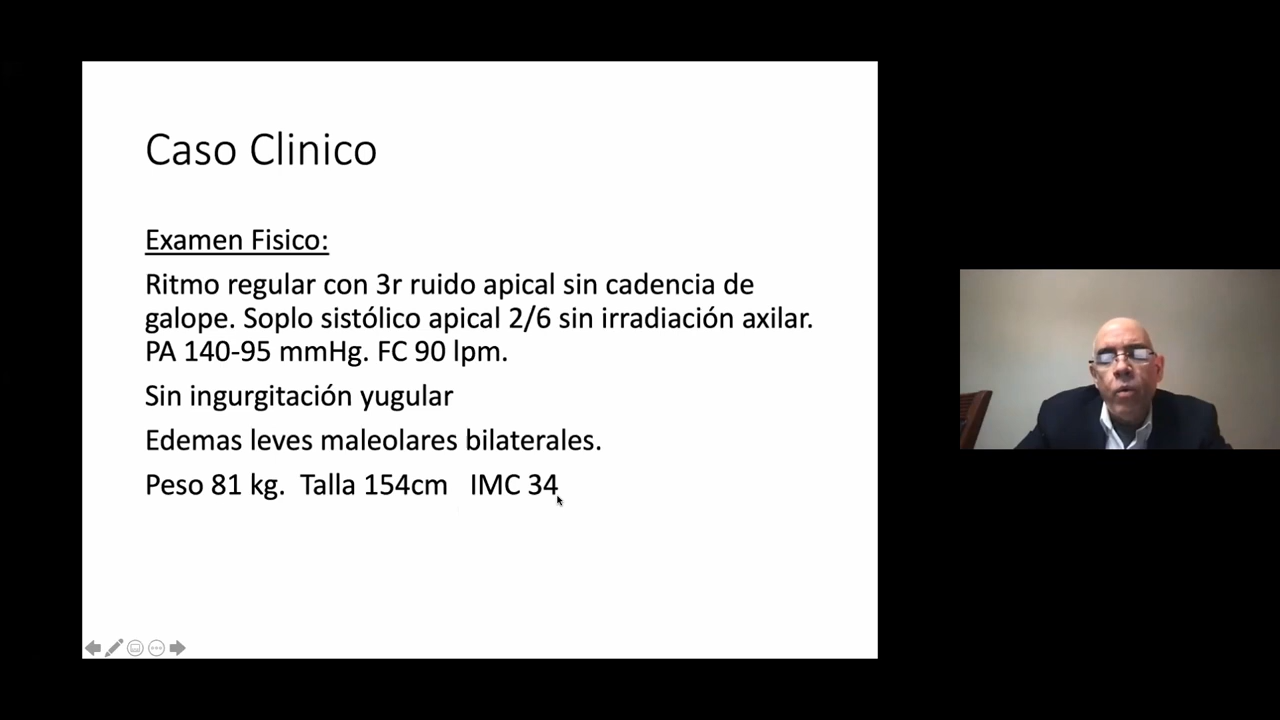 Caso Clinico
Examen Fisico:
Ritmo regular con 3r ruido apical sin cadencia de
galope. Soplo sistólico apical 2/6 sin irradiación axilar.
PA 140-95 mmHg. FC 90 lpm.
Sin ingurgitación yugular
Edemas leves maleolares bilaterales.
Peso 81 kg.  Talla 154cm   IMC 34